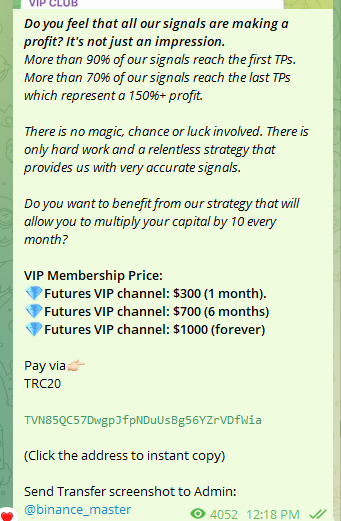 VIP CLUB
Do you feel that all our signals are making a
profit? It's not just an impression.
More than 90% of our signals reach the first TPs.
More than 70% of our signals reach the last TPs
which represent a 150%+ profit.
There is no magic, chance or luck involved. There is
only hard work and a relentless strategy that
provides us with very accurate signals.
Do you want to benefit from our strategy that will
allow you to multiply your capital by 10 every
month?
VIP Membership Price:
💎Futures VIP channel: $300 (1 month).
💎Futures VIP channel: $700 (6 months)
💎Futures VIP channel: $1000 (forever)
Pay via👉🏻
TRC20
TVN85QC57DwgpJfpNDuUsBg56YZrVDfWia
(Click the address to instant copy)
Send Transfer screenshot to Admin:
@binance_master
4052 12:18 PM